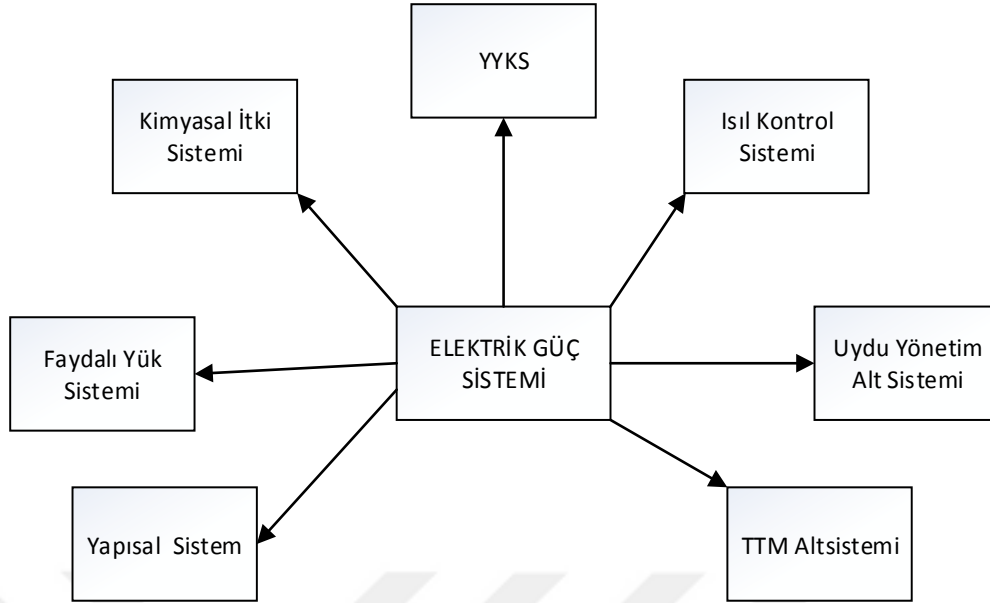 YYKS
Kimyasal İtki
Sistemi
Isıl Kontrol
Sistemi
Faydalı Yük
Sistemi
ELEKTRİK GÜÇ
SİSTEMİ
Uydu Yönetim
Alt Sistemi
Yapısal Sistem
TTM Altsistemi